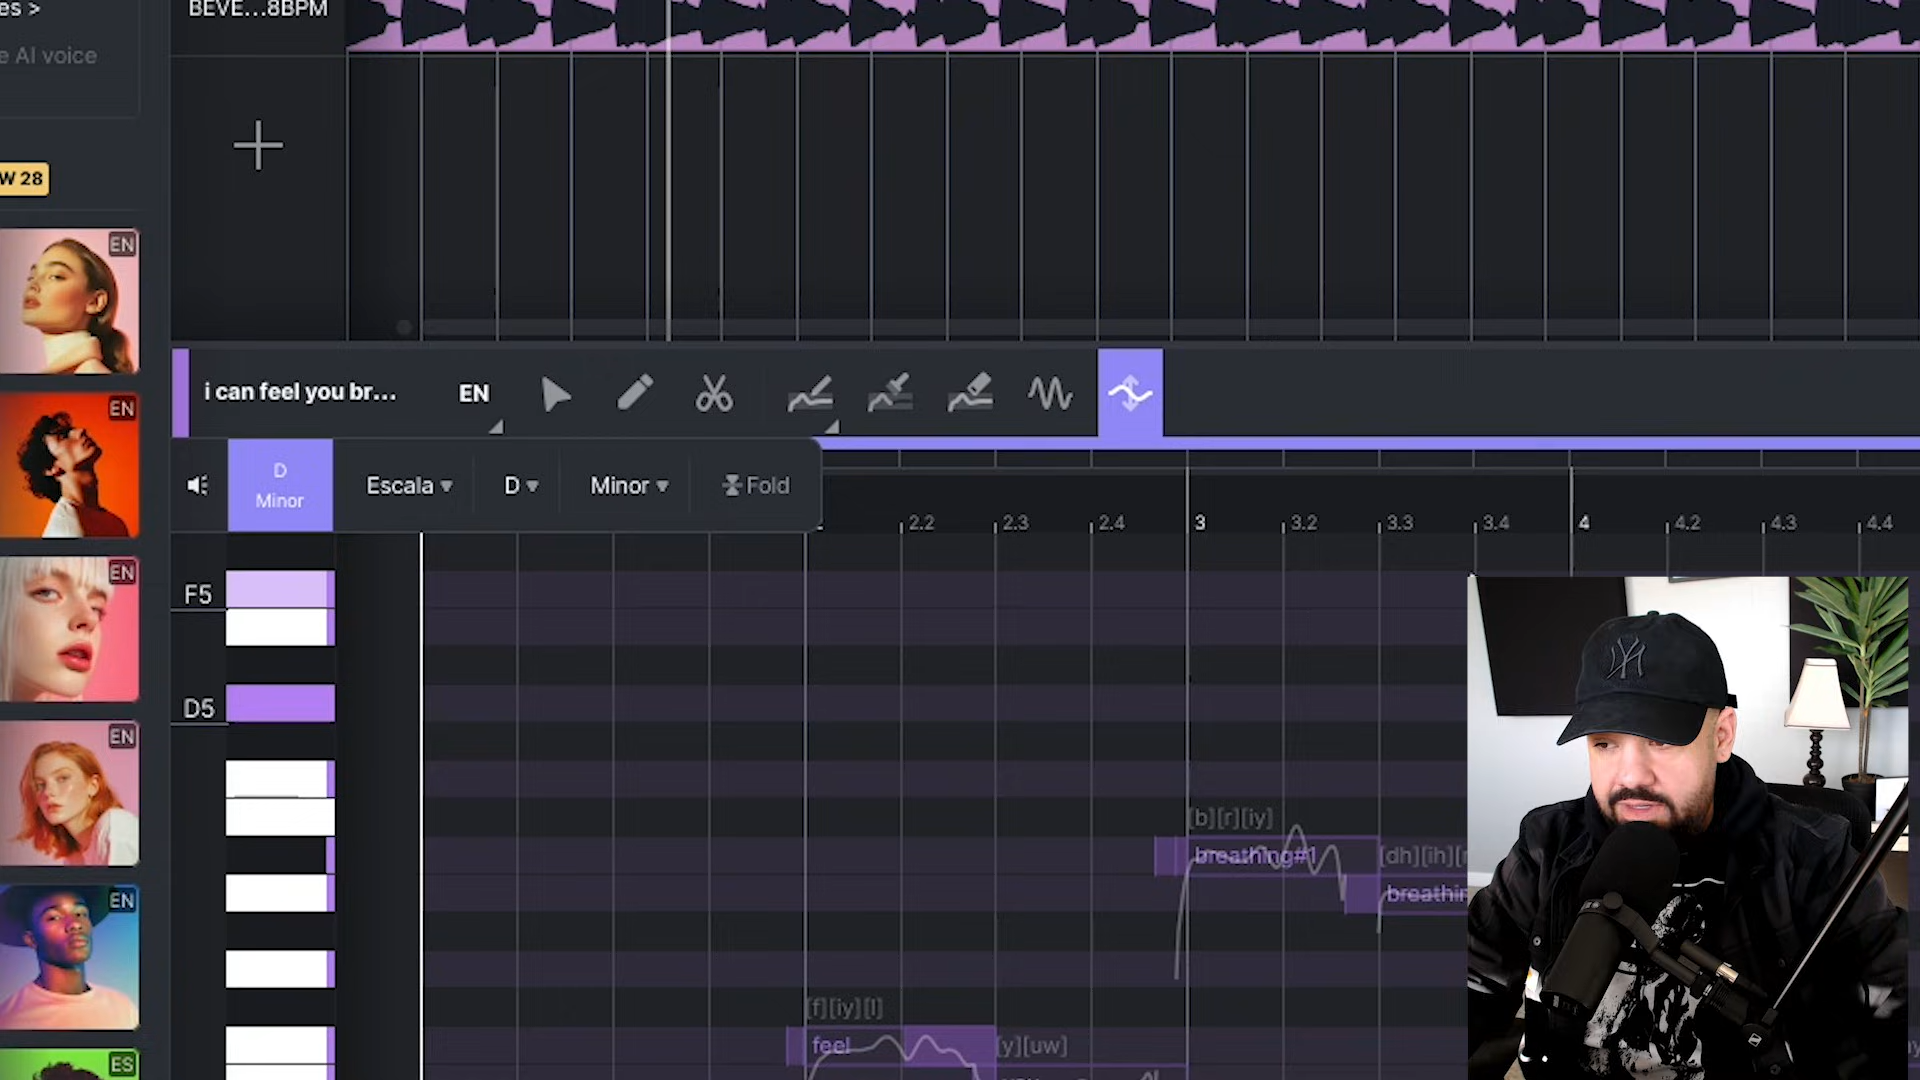 es >
BEVE...8BPM
e AI voice
W 28
EN
EN
EN
EN
EN
ES
i can feel you br...
EN
D
Minor
Escala
D
Minor
Fold
2.2
2.3
2.4
3
3.2
3.3
3.4
4
4.2
4.3
4.4
F5
D5
[b][r][iy]
breathing#1
[dh][ih][
breathin
[f][iy][l]
feel
[y][uw]